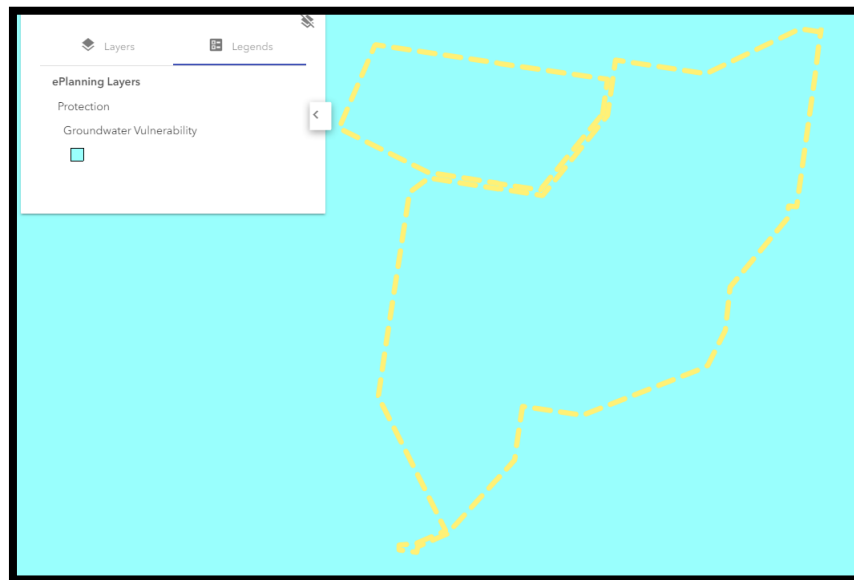 Layers
Legends
ePlanning Layers
Protection
Groundwater Vulnerability